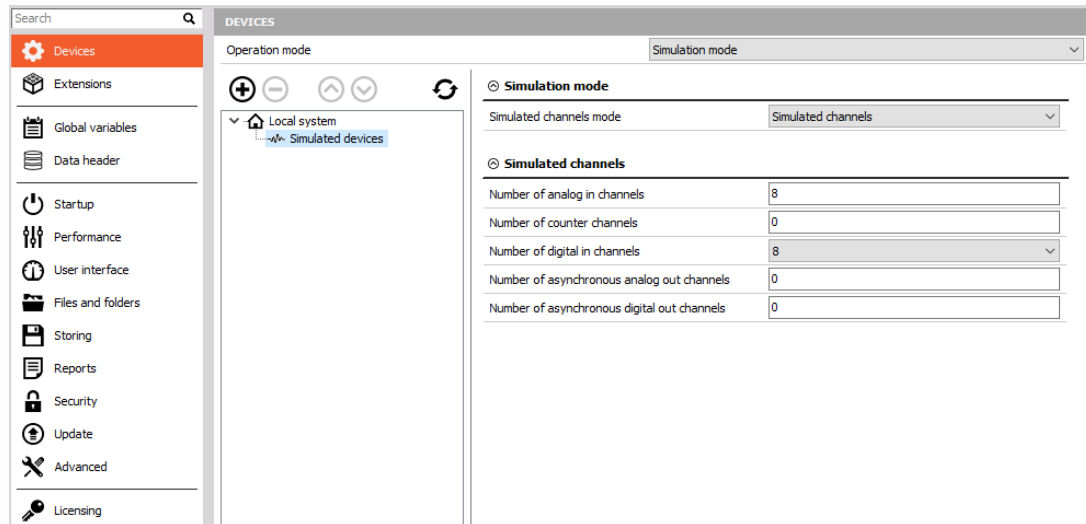 Search
Devices
Extensions
Global variables
Data header
Startup
Performance
User interface
Files and folders
Storing
Reports
Security
Update
Advanced
Licensing
DEVICES
Operation mode Simulation mode
Local system
Simulated devices
Simulation mode
Simulated channels mode Simulated channels
Simulated channels
Number of analog in channels 8
Number of counter channels 0
Number of digital in channels 8
Number of asynchronous analog out channels 0
Number of asynchronous digital out channels 0